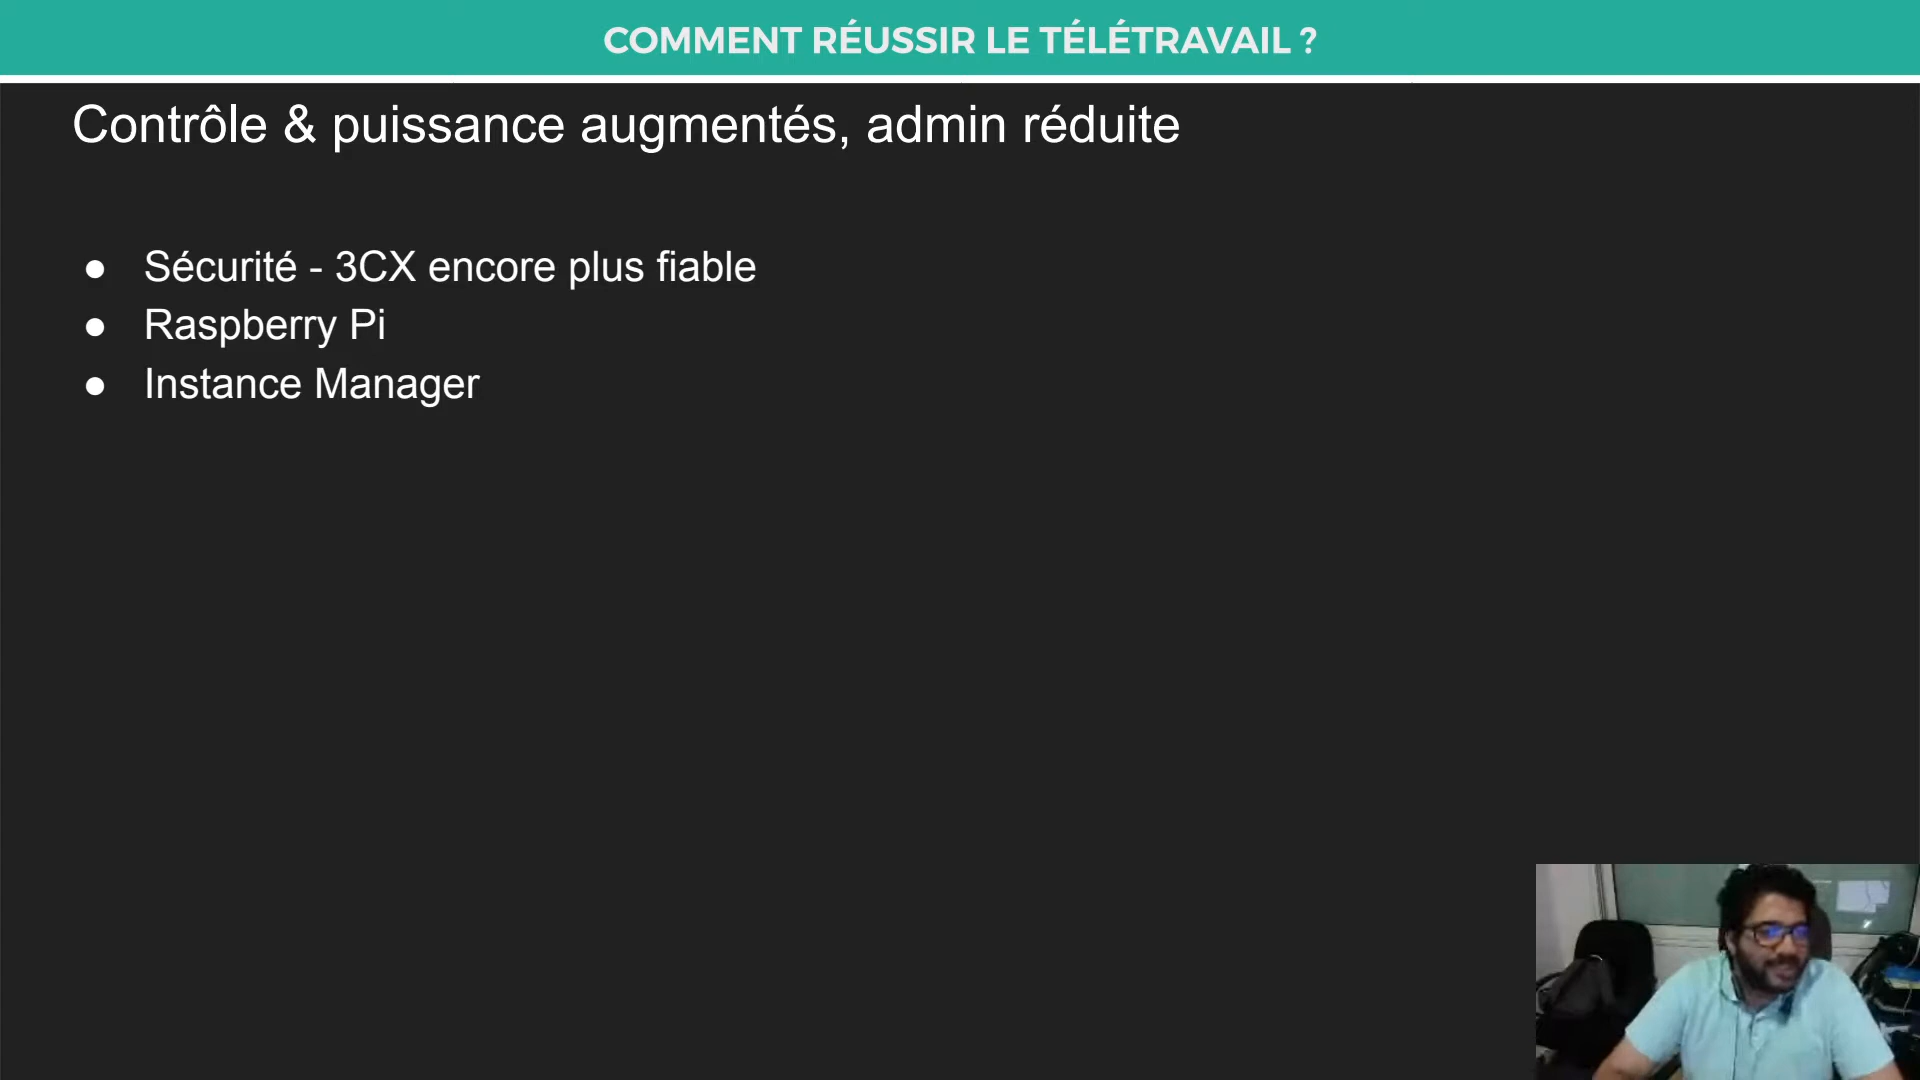 COMMENT RÉUSSIR LE TÉLÉTRAVAIL ?
Contrôle & puissance augmentés, admin réduite
● Sécurité - 3CX encore plus fiable
● Raspberry Pi
● Instance Manager